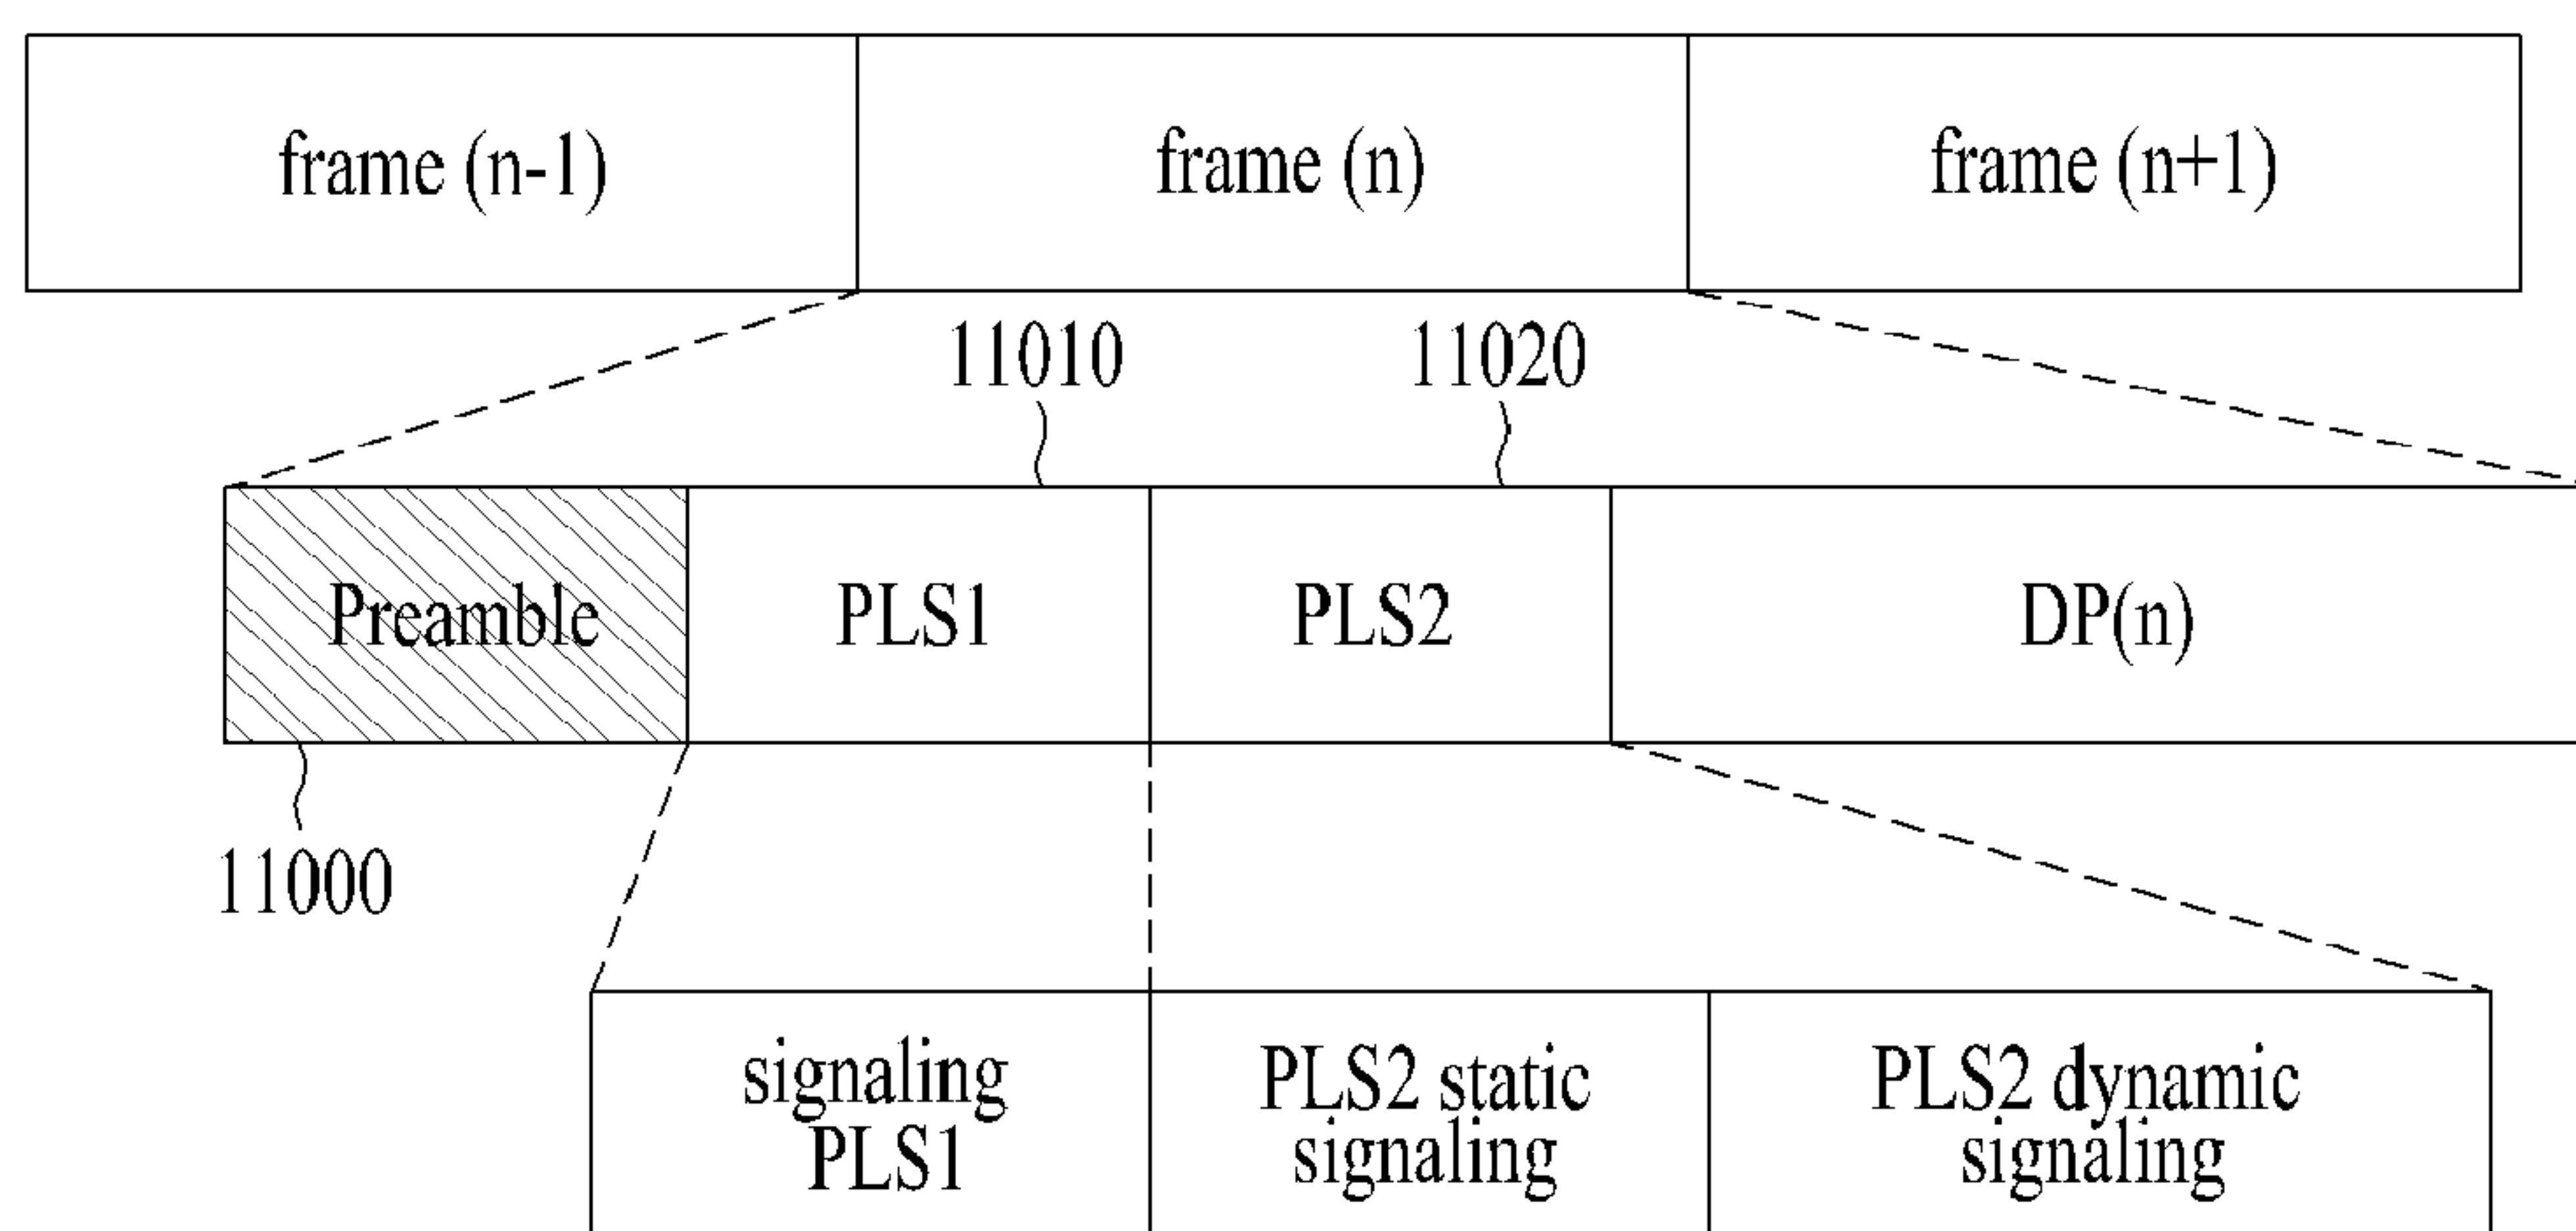 frame (n-1)
frame (n)
frame (n+1)
11010
11020
Preamble
PLS1
PLS2
DP(n)
11000
signaling
PLS1
PLS2 static
signaling
PLS2 dynamic
signaling